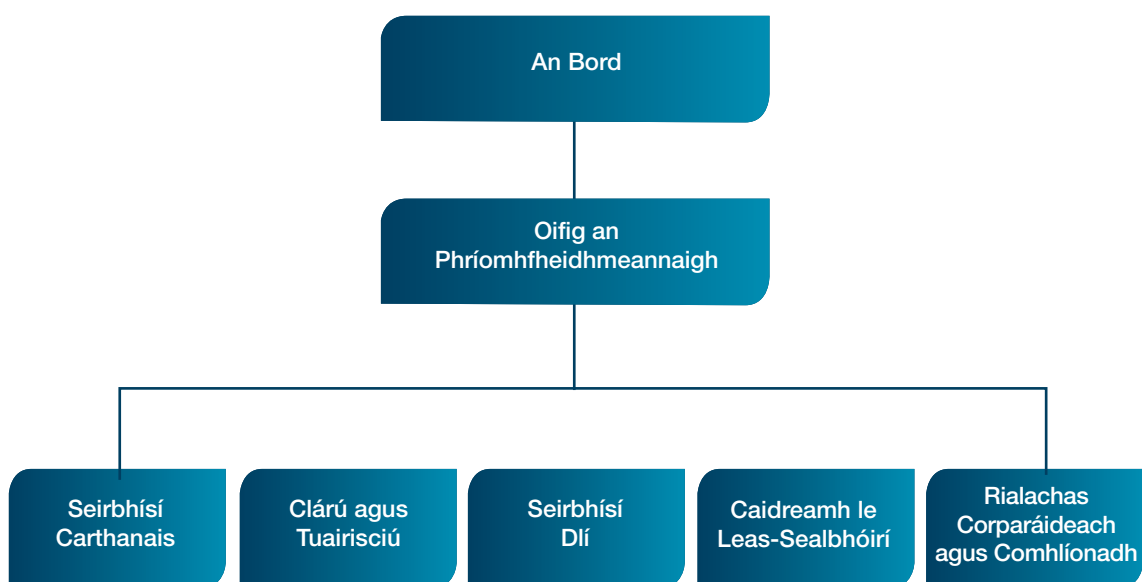 An Bord
Oifig an
Phríomhfheidhmeannaigh
Seirbhísí
Carthanais
Clárú agus
Tuairisciú
Seirbhísí
Dlí
Caidreamh le
Leas-Sealbhóirí
Rialachas
Corparáideach
agus Comhlíonadh